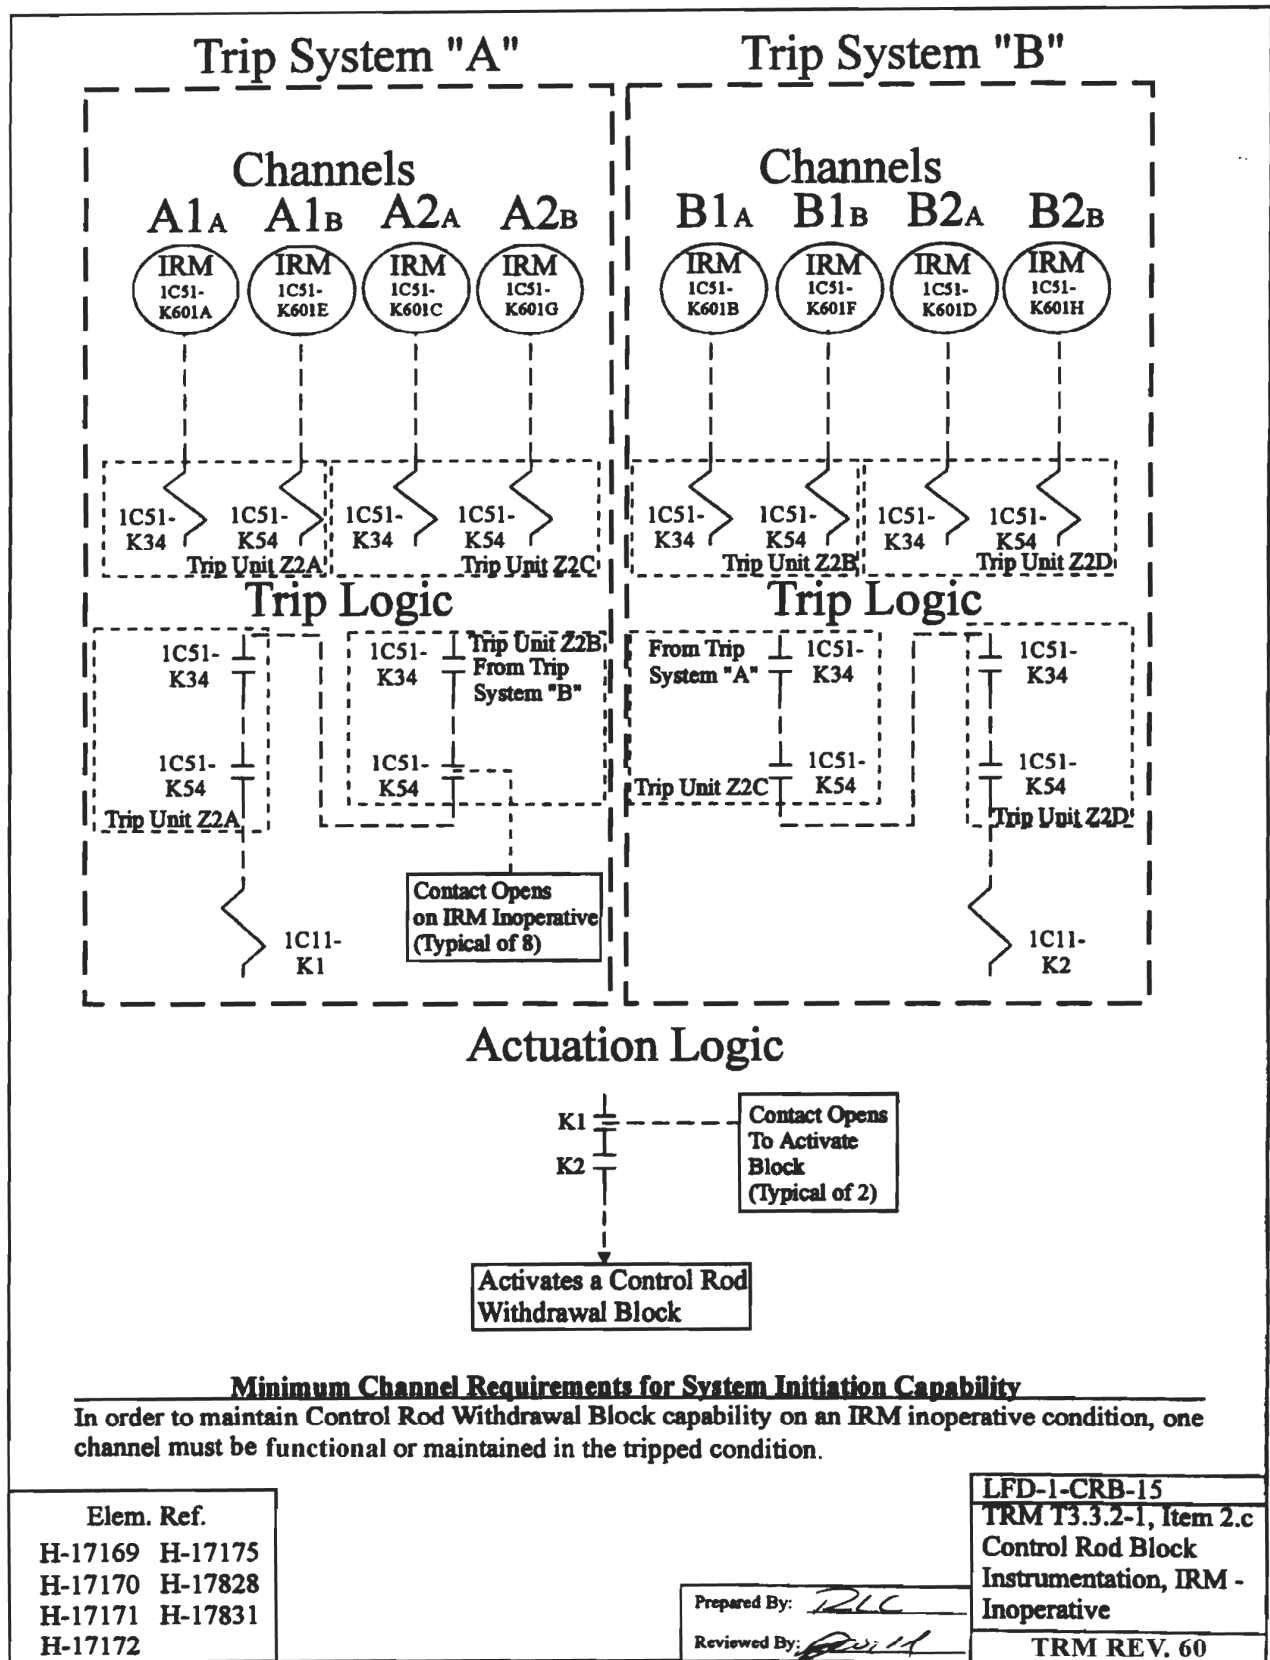 Trip System "A"
Trip System "B"
Channels
Channels
A1A A1B A2A A2B
B1A B1B B2A B2B
IRM
1C51-
K601A
IRM
1C51-
K601E
IRM
1C51-
K601C
IRM
1C51-
K601G
IRM
1C51-
K601B
IRM
1C51-
K601F
IRM
1C51-
K601D
IRM
1C51-
K601H
1C51-
K34
1C51-
K54
Trip Unit Z2A
1C51-
K34
1C51-
K54
Trip Unit Z2C
1C51-
K34
1C51-
K54
Trip Unit Z2B
1C51-
K34
1C51-
K54
Trip Unit Z2D
Trip Logic
Trip Logic
1C51-
K34
1C51-
K54
Trip Unit Z2A
1C51-
K34
Trip Unit Z2B
From Trip
System "B"
1C51-
K54
From Trip
System "A"
1C51-
K34
1C51-
K54
Trip Unit Z2C
1C51-
K34
1C51-
K54
Trip Unit Z2D
Contact Opens
on IRM Inoperative
(Typical of 8)
1C11-
K1
1C11-
K2
Actuation Logic
K1
K2
Contact Opens
To Activate
Block
(Typical of 2)
Activates a Control Rod
Withdrawal Block
Minimum Channel Requirements for System Initiation Capability
In order to maintain Control Rod Withdrawal Block capability on an IRM inoperative condition, one
channel must be functional or maintained in the tripped condition.
Elem. Ref.
H-17169 H-17175
H-17170 H-17828
H-17171 H-17831
H-17172
Prepared By: RLC
Reviewed By:
LFD-1-CRB-15
TRM T3.3.2-1, Item 2.c
Control Rod Block
Instrumentation, IRM -
Inoperative
TRM REV. 60